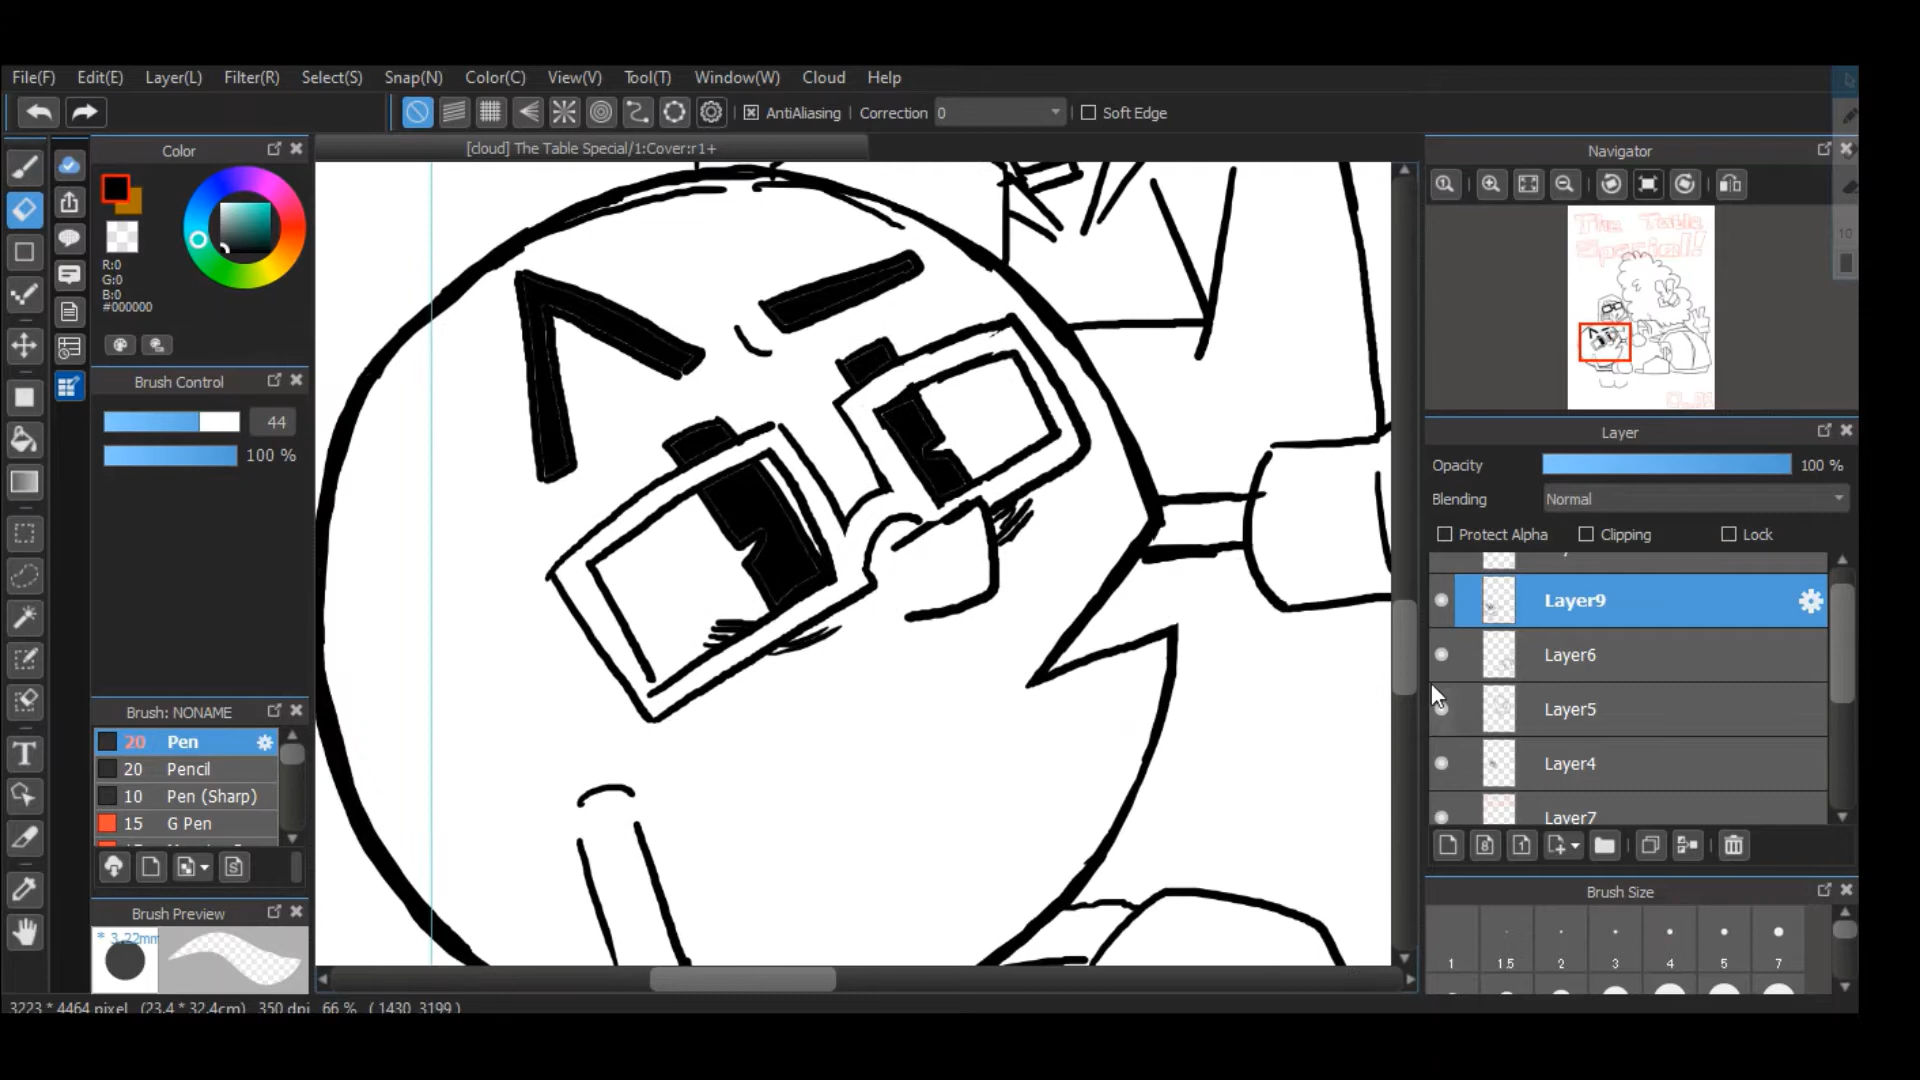 File(F) Edit(E) Layer(L) Filter(R) Select(S) Snap(N) Color(C) View(V) Tool(T) Window(W) Cloud Help
AntiAliasing Correction 0 Soft Edge
Color
[cloud] The Table Special/1:Cover:r1+
Navigator
The Table
Special!
R:0
G:0
B:0
#000000
10
Brush Control
44
100 %
Layer
Opacity 100 %
Blending Normal
Protect Alpha Clipping Lock
Layer9
Layer6
Layer5
Layer4
Layer7
Brush: NONAME
20 Pen
20 Pencil
10 Pen (Sharp)
15 G Pen
Brush Preview
* 3.22mm
Brush Size
1 1.5 2 3 4 5 7
3223 * 4464 pixel (23.4 * 32.4cm) 350 dpi 66 % ( 1430 3199 )